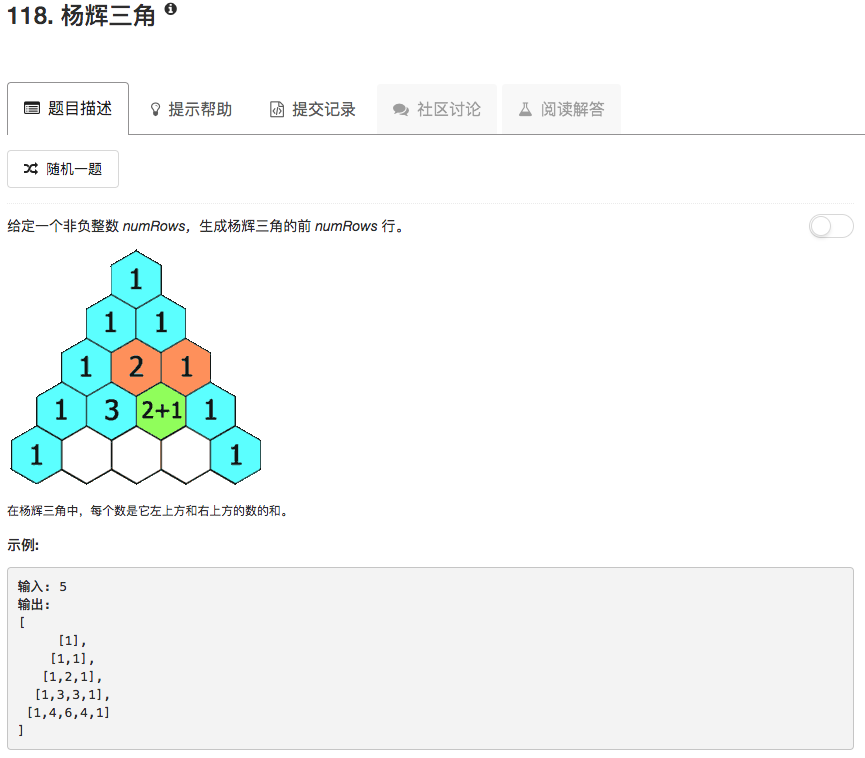 118. 杨辉三角
题目描述 提示帮助 提交记录 社区讨论 阅读解答
随机一题
给定一个非负整数 numRows，生成杨辉三角的前 numRows 行。
1
1 1
1 2 1
1 3 2+1 1
1 1
在杨辉三角中，每个数是它左上方和右上方的数的和。
示例:
输入: 5
输出:
[
     [1],
    [1,1],
   [1,2,1],
  [1,3,3,1],
 [1,4,6,4,1]
]